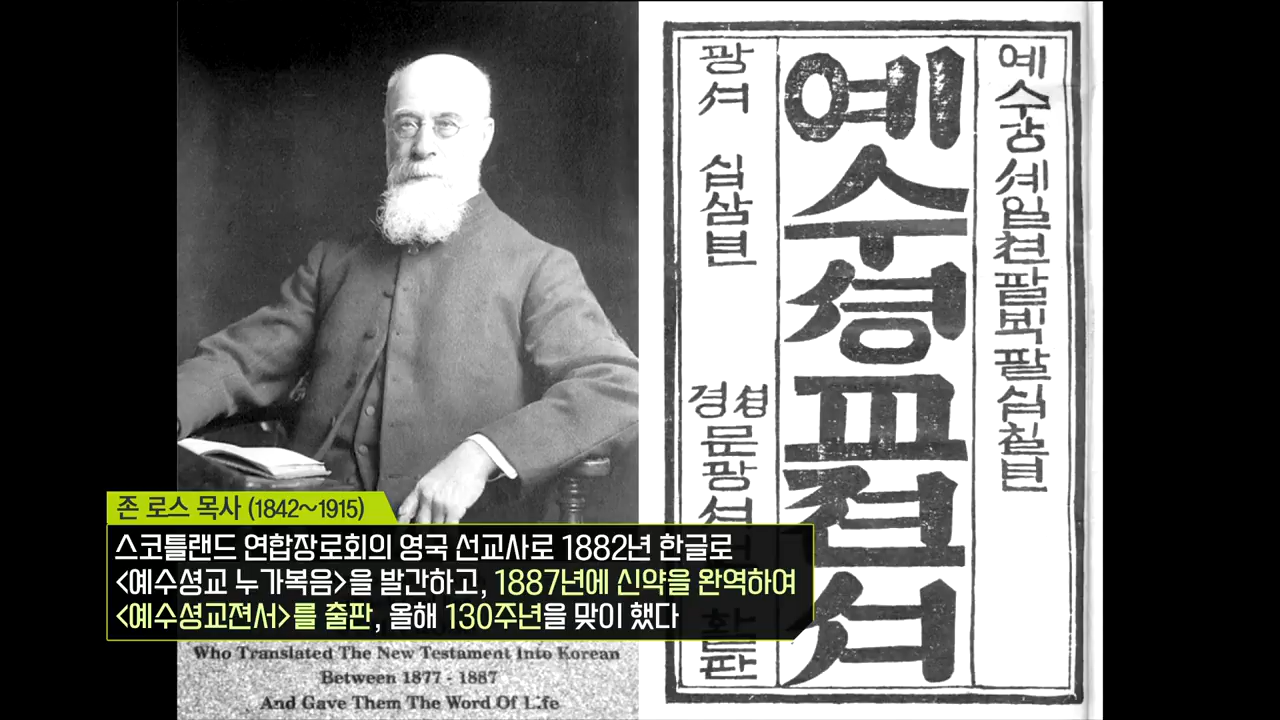 예수강셰일쳔팔ᄇᆡᆨ팔십칠년
예수셩교젼셔
광셔 십삼년
셩경 문광셔 활판
존 로스 목사 (1842~1915)
스코틀랜드 연합장로회의 영국 선교사로 1882년 한글로
<예수셩교 누가복음>을 발간하고, 1887년에 신약을 완역하여
<예수셩교젼서>를 출판, 올해 130주년을 맞이 했다
Who Translated The New Testament Into Korean
Between 1877 - 1887
And Gave Them The Word Of Life